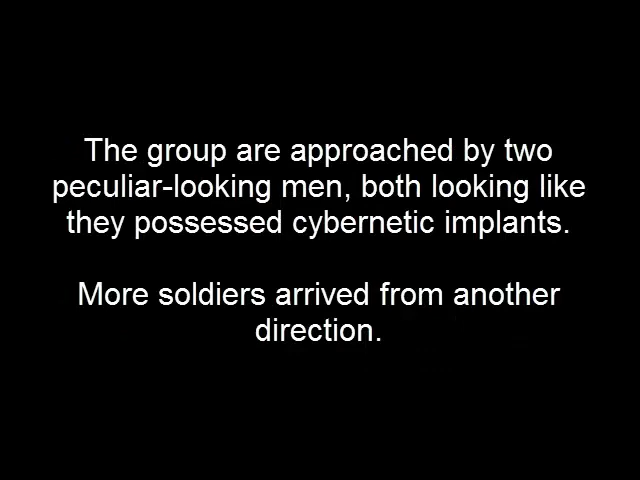 The group are approached by two
peculiar-looking men, both looking like
they possessed cybernetic implants.
More soldiers arrived from another
direction.